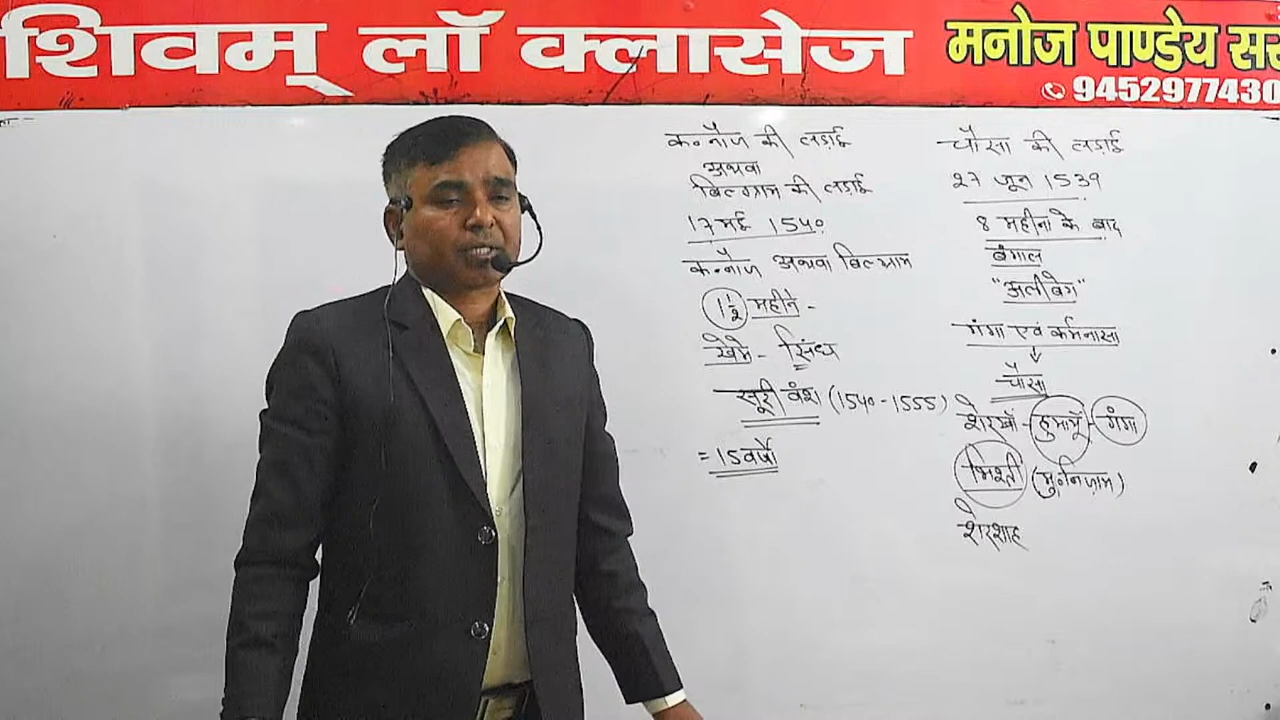 शिवम् लॉ क्लासेज
मनोज पाण्डेय सर
9452977430
कन्नौज की लड़ाई
अथवा
बिलग्राम की लड़ाई
17 मई 1540
कन्नौज अथवा बिलग्राम
1½ महीने -
खेमे - सिंध
सूरी वंश (1540-1555)
= 15 वर्षों
चौसा की लड़ाई
27 जून 1539
8 महीना के बाद
बंगाल
"अलीबेग"
गंगा एवं कर्मनासा
↓
चौसा
शेरखाँ - हुमायूँ - गंगा
भिश्ती (मु० निज़ाम)
शेरशाह